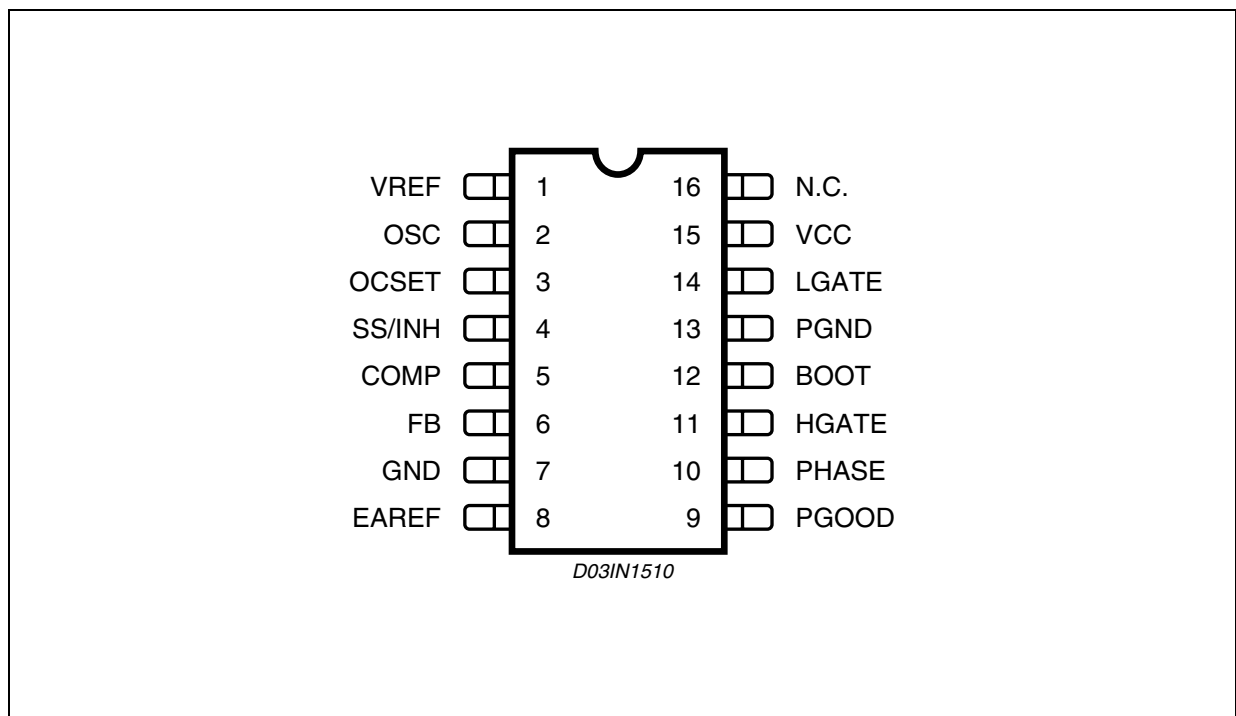 VREF 1 16 N.C.
OSC 2 15 VCC
OCSET 3 14 LGATE
SS/INH 4 13 PGND
COMP 5 12 BOOT
FB 6 11 HGATE
GND 7 10 PHASE
EAREF 8 9 PGOOD
D03IN1510